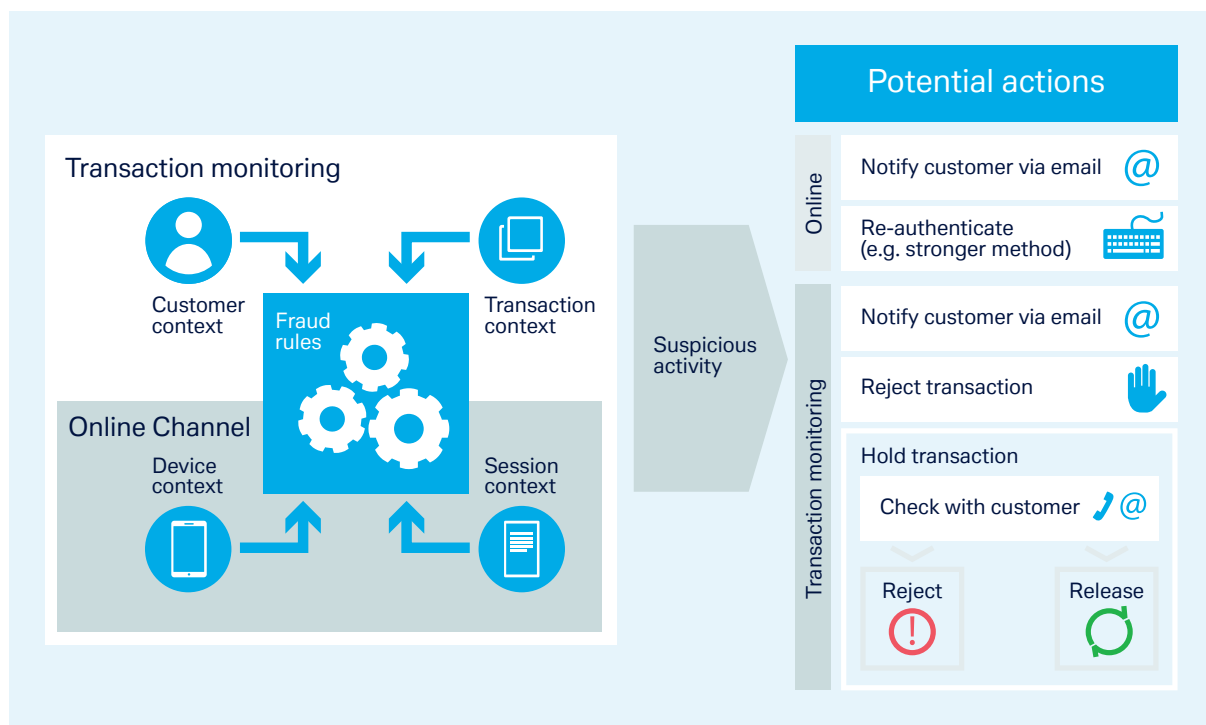 Potential actions
Transaction monitoring
Customer
context
Transaction
context
Fraud
rules
Online Channel
Device
context
Session
context
Suspicious
activity
Online
Notify customer via email @
Re-authenticate
(e.g. stronger method)
Transaction monitoring
Notify customer via email @
Reject transaction
Hold transaction
Check with customer @
Reject
!
Release